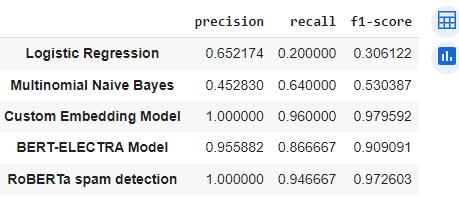 precision recall f1-score
Logistic Regression 0.652174 0.200000 0.306122
Multinomial Naive Bayes 0.452830 0.640000 0.530387
Custom Embedding Model 1.000000 0.960000 0.979592
BERT-ELECTRA Model 0.955882 0.866667 0.909091
RoBERTa spam detection 1.000000 0.946667 0.972603